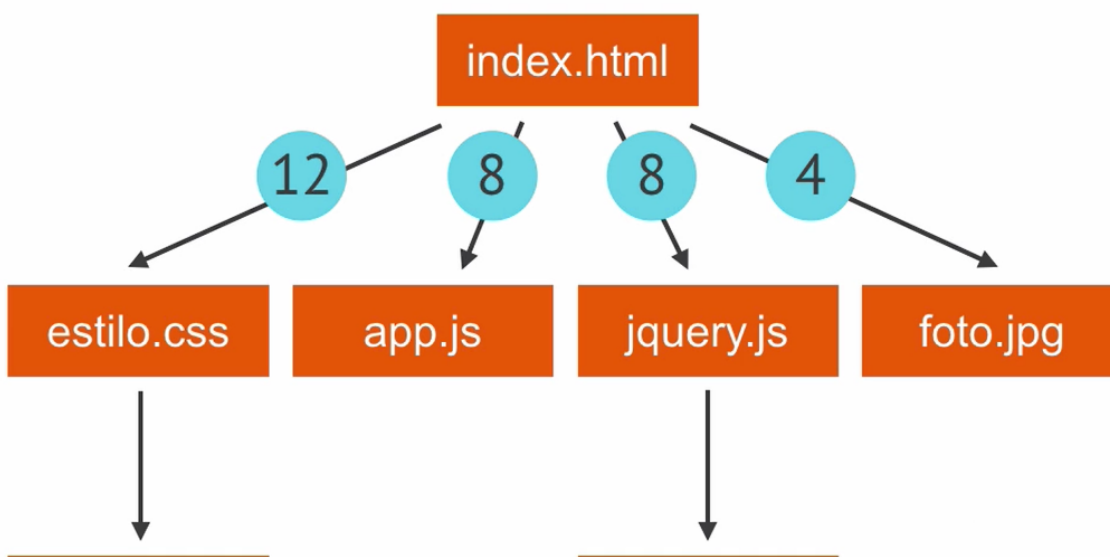 index.html
12
8
8
4
estilo.css
app.js
jquery.js
foto.jpg